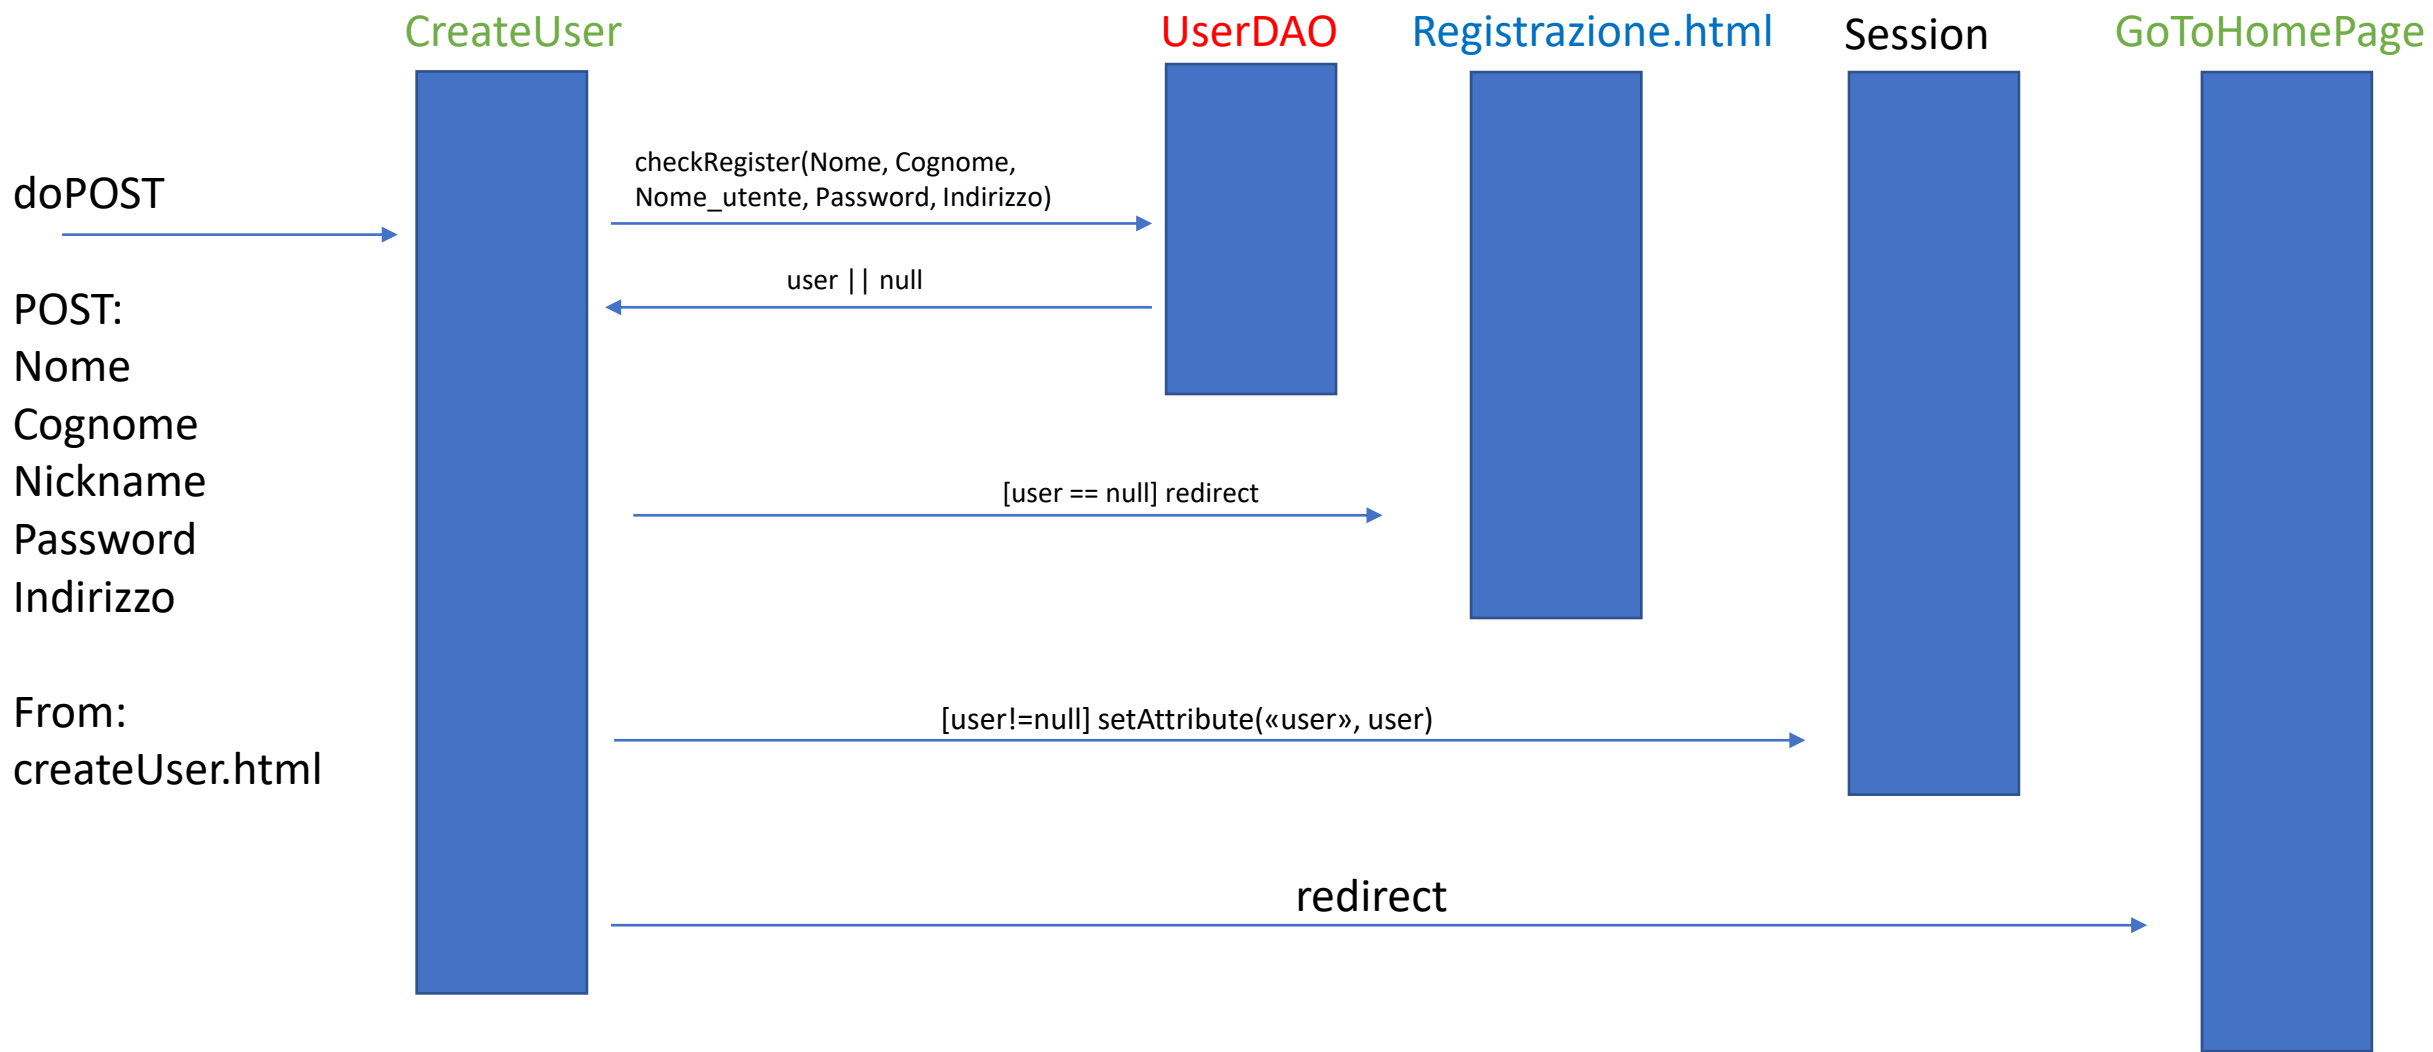 CreateUser
UserDAO
Registrazione.html
Session
GoToHomePage
doPOST
checkRegister(Nome, Cognome,
Nome_utente, Password, Indirizzo)
user || null
POST:
Nome
Cognome
Nickname
Password
Indirizzo
[user == null] redirect
From:
createUser.html
[user!=null] setAttribute(«user», user)
redirect